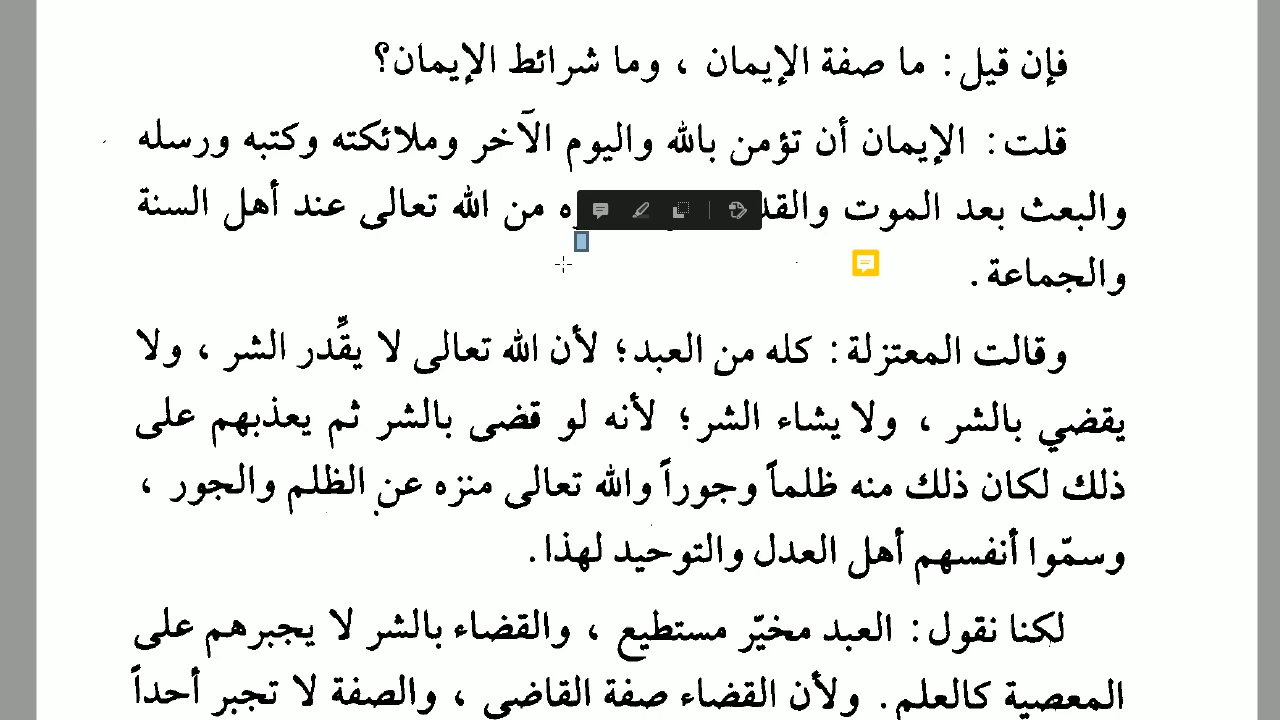 فإن قيل: ما صفة الإيمان ، وما شرائط الإيمان؟
قلت: الإيمان أن تؤمن بالله واليوم الآخر وملائكته وكتبه ورسله
والبعث بعد الموت من الله تعالى عند أهل السنة
والجماعة.
وقالت المعتزلة: كله من العبد؛ لأن الله تعالى لا يقِّدر الشر ، ولا
يقضي بالشر ، ولا يشاء الشر؛ لأنه لو قضى بالشر ثم يعذبهم على
ذلك لكان ذلك منه ظلماً وجوراً والله تعالى منزه عن الظلم والجور ،
وسمّوا أنفسهم أهل العدل والتوحيد لهذا.
لكنا نقول: العبد مخيّر مستطيع ، والقضاء بالشر لا يجبرهم على
المعصية كالعلم. ولأن القضاء صفة القاضي ، والصفة لا تجبر أحداً